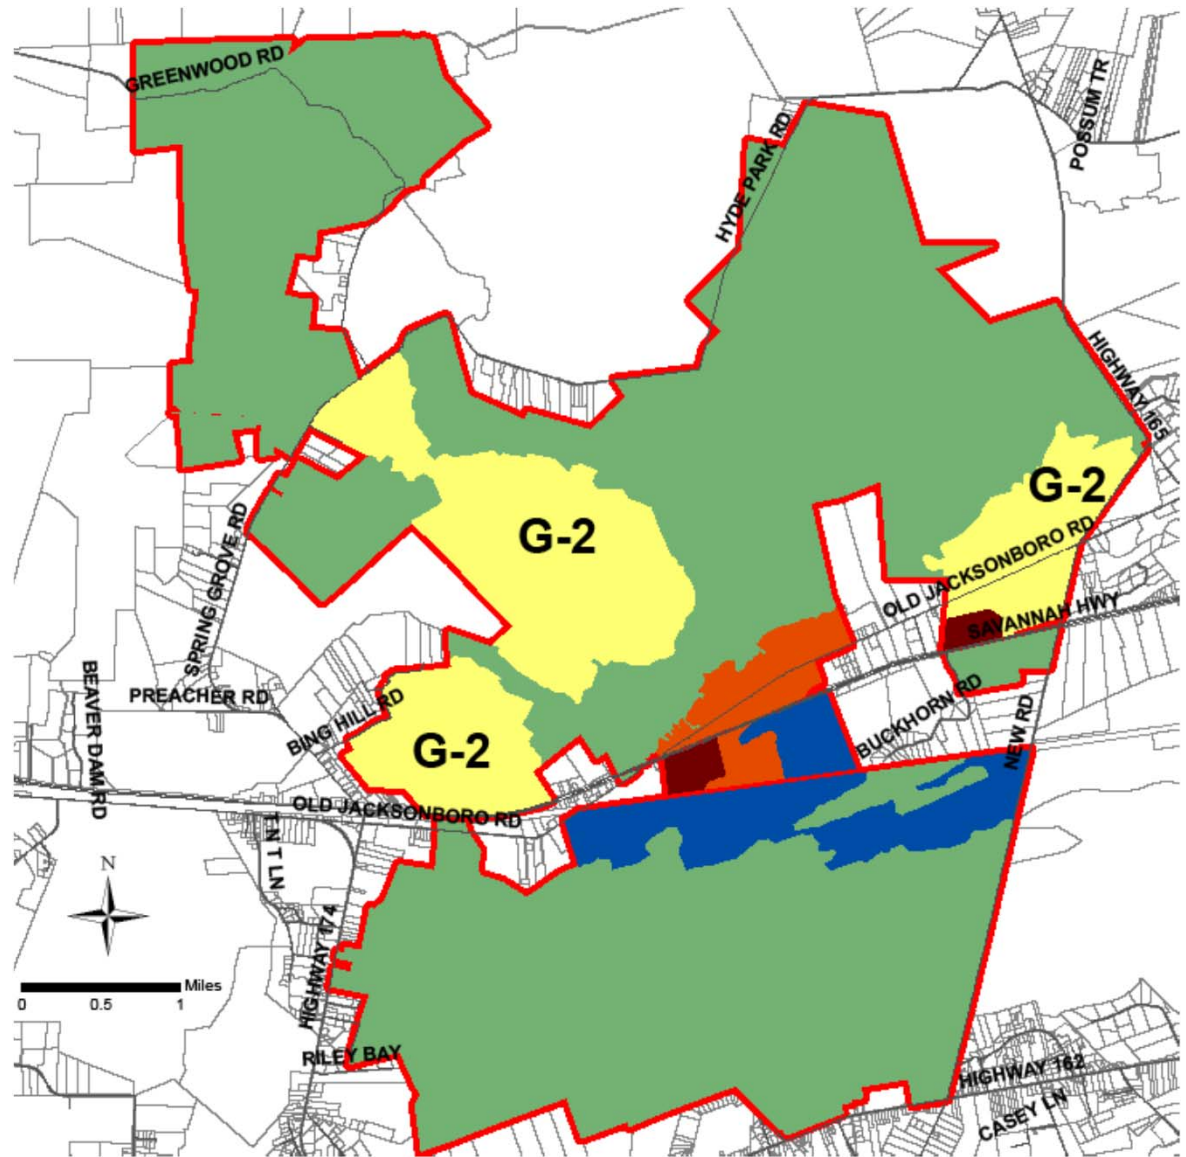 GREENWOOD RD
POSSUM TR
HYDE PARK RD
HIGHWAY 165
G-2
G-2
OLD JACKSONBORO RD
SPRING GROVE RD
SAVANNAH HWY
BEAVER DAM RD
PREACHER RD
BING HILL RD
BUCKHORN RD
NEW RD
G-2
OLD JACKSONBORO RD
T N T LN
N
HIGHWAY 174
Miles
0 0.5 1
RILEY BAY
HIGHWAY 162
CASEY LN